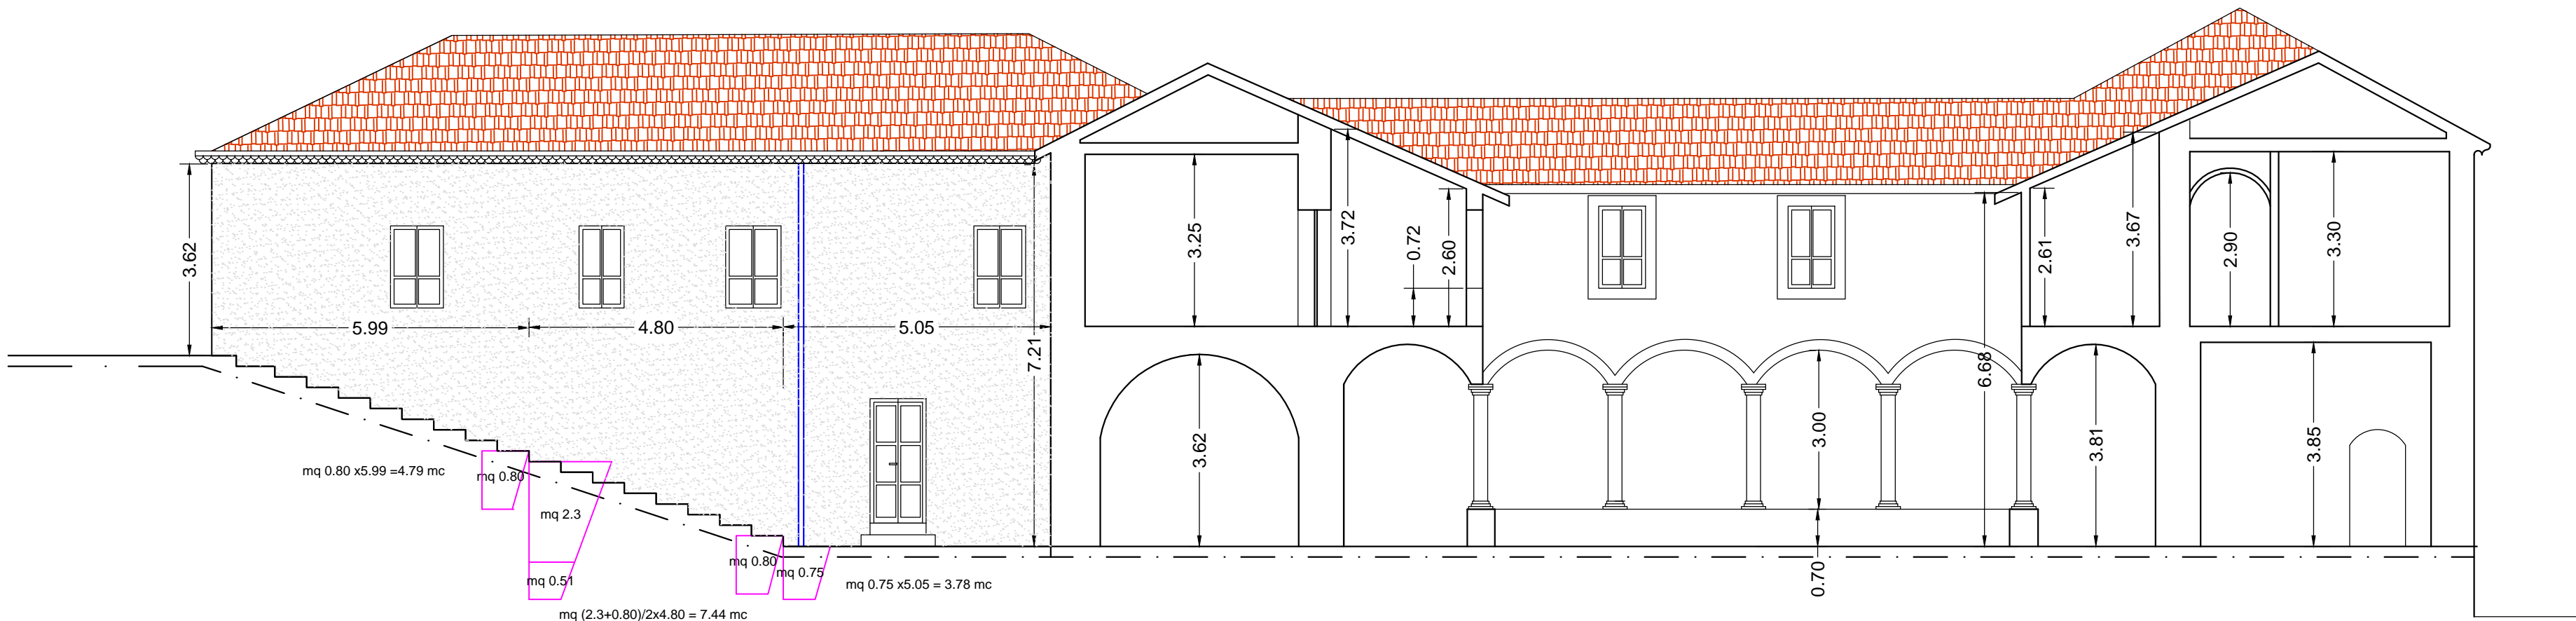 3.62
5.99
4.80
5.05
7.21
3.25
3.72
0.72
2.60
6.68
2.61
3.67
2.90
3.30
3.62
3.00
3.81
3.85
0.70
mq 0.80 x5.99 =4.79 mc
mq 0.80
mq 2.3
mq 0.51
mq 0.80
mq 0.75
mq 0.75 x5.05 = 3.78 mc
mq (2.3+0.80)/2x4.80 = 7.44 mc